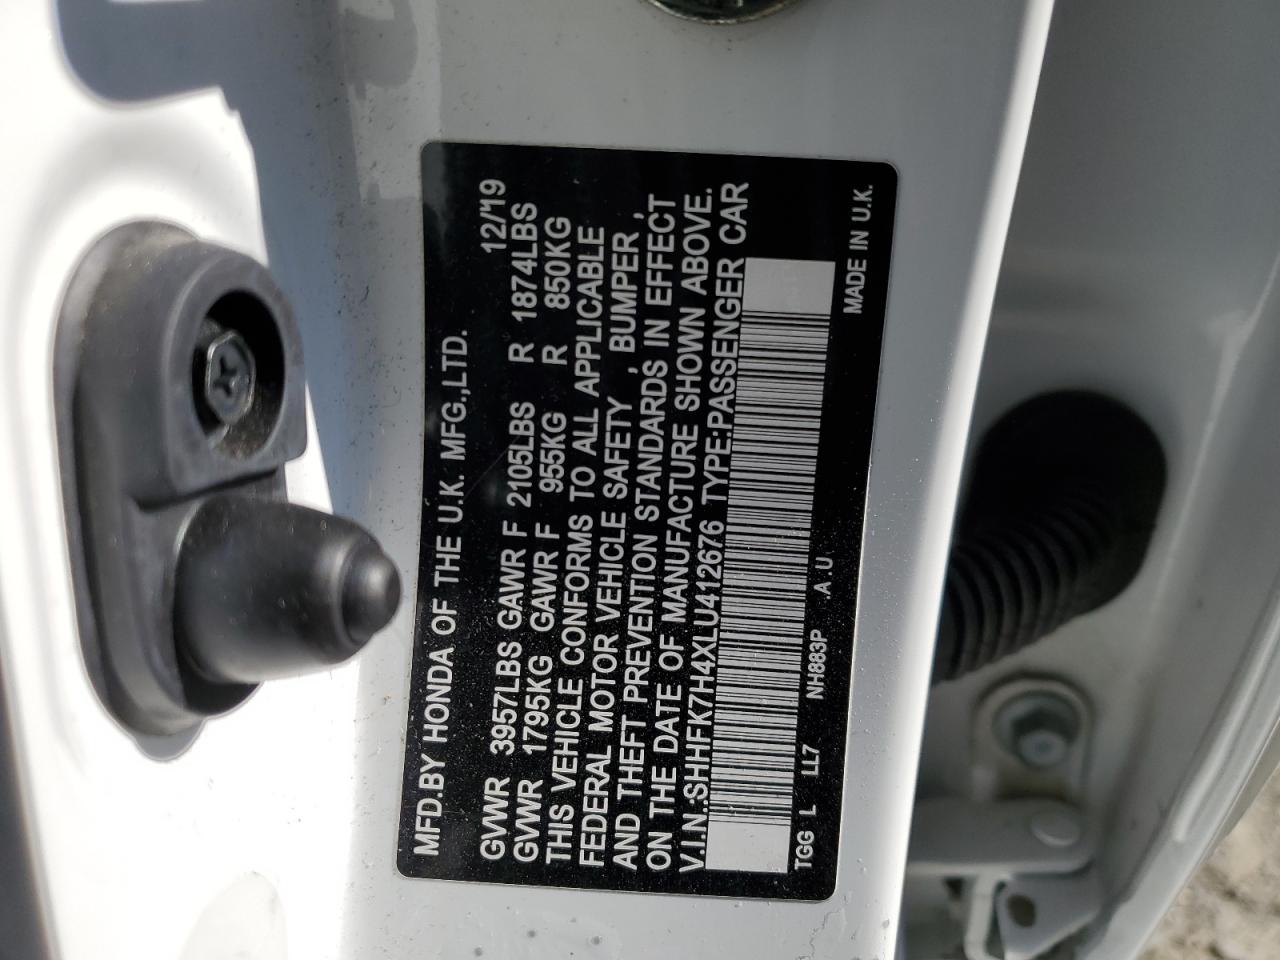 MFD.BY HONDA OF THE U.K. MFG.,LTD. 12/'19
GVWR 3957LBS GAWR F 2105LBS R 1874LBS
GVWR 1795KG GAWR F 955KG R 850KG
THIS VEHICLE CONFORMS TO ALL APPLICABLE
FEDERAL MOTOR VEHICLE SAFETY , BUMPER ,
AND THEFT PREVENTION STANDARDS IN EFFECT
ON THE DATE OF MANUFACTURE SHOWN ABOVE.
V.I.N.:SHHFK7H4XLU412676 TYPE:PASSENGER CAR
TGG L LL7 NH883P .A.U MADE IN U.K.